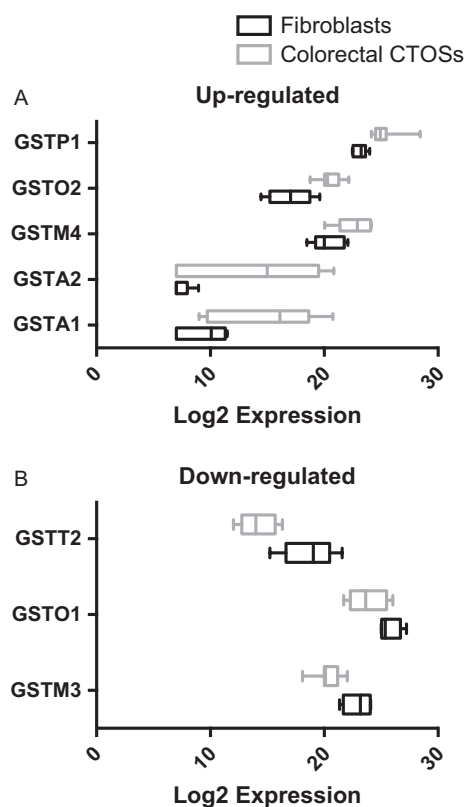 Fibroblasts
Colorectal CTOSs
A
Up-regulated
GSTP1
GSTO2
GSTM4
GSTA2
GSTA1
0 10 20 30
Log2 Expression
B
Down-regulated
GSTT2
GSTO1
GSTM3
0 10 20 30
Log2 Expression